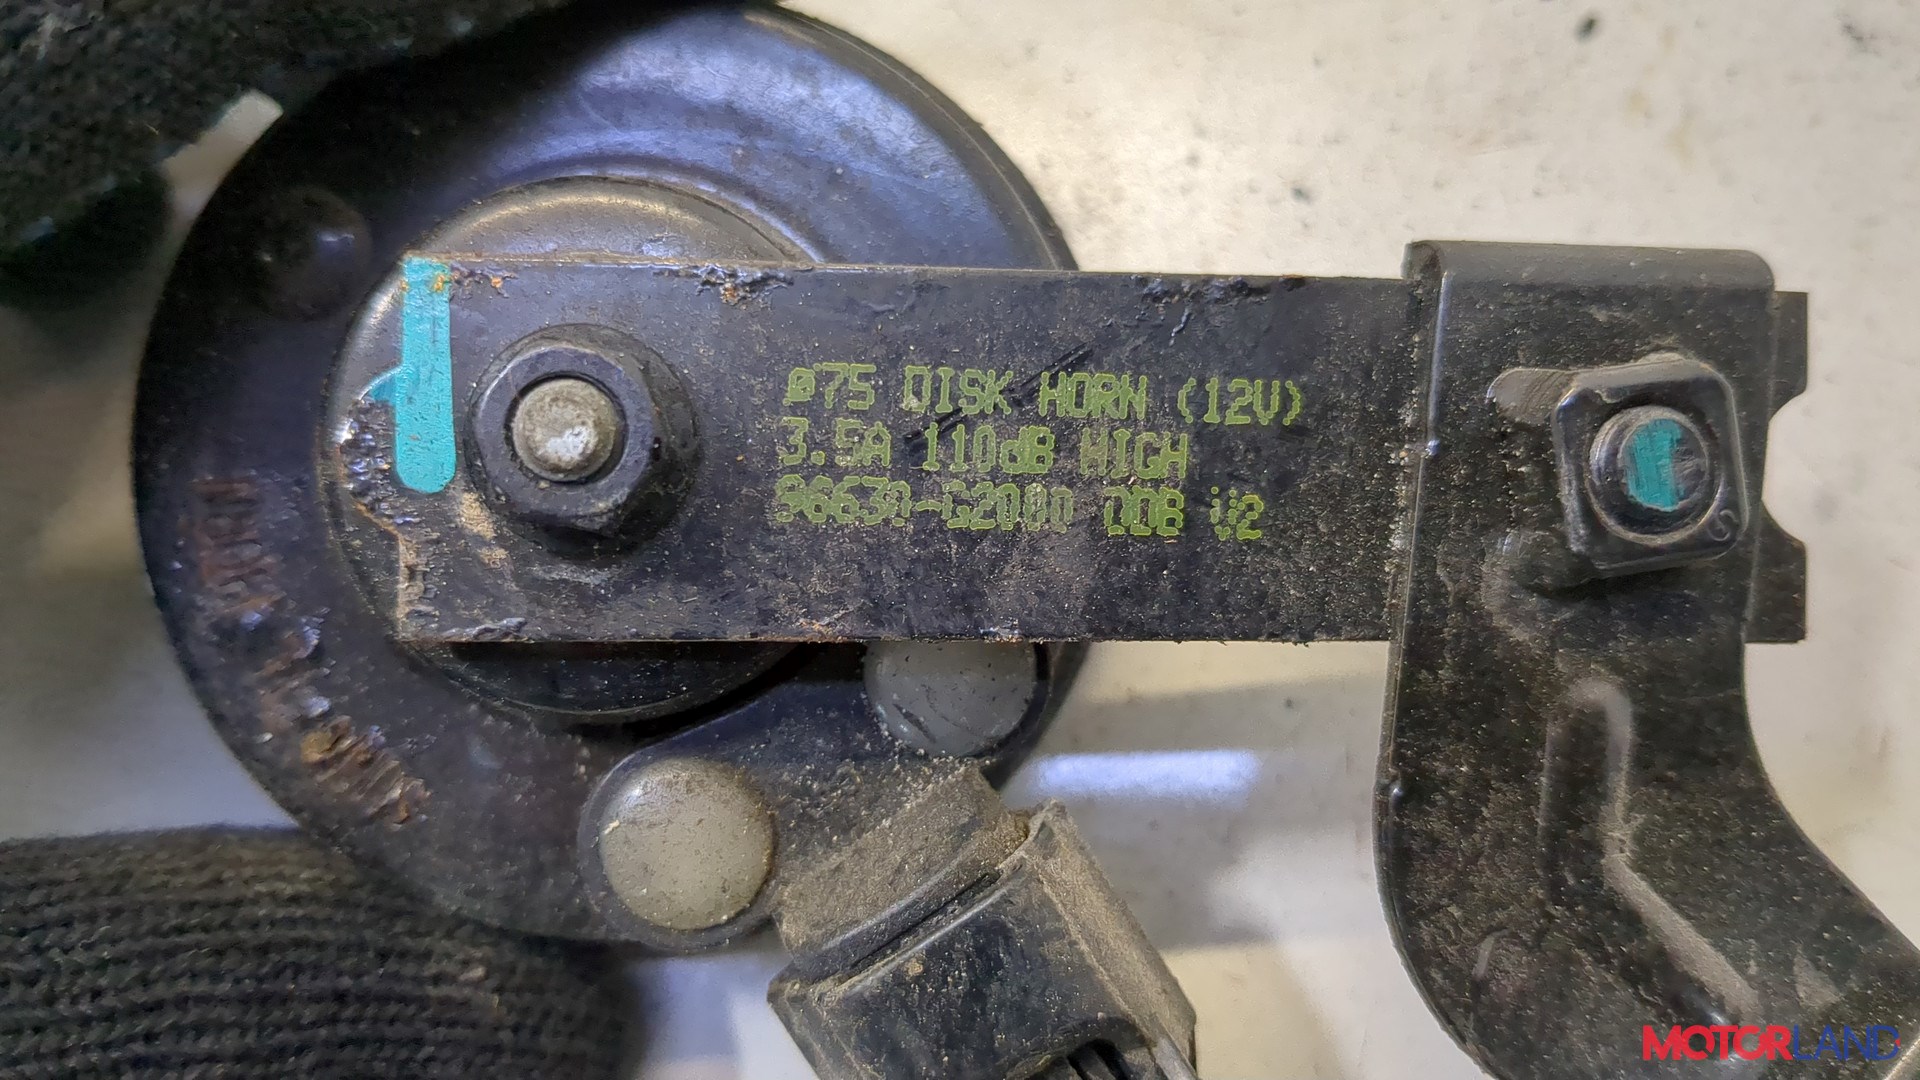 ø75 DISK HORN (12V)
3.5A 110dB HIGH
96630-G2000 DDB V2
MOTORLAND